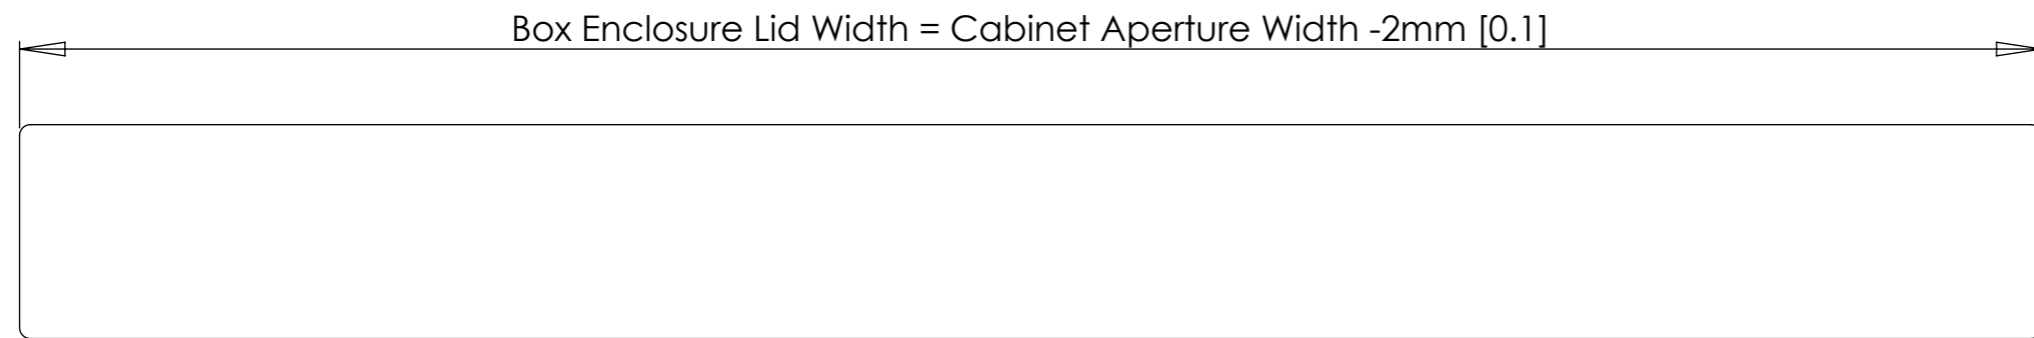 Box Enclosure Lid Width = Cabinet Aperture Width -2mm [0.1]